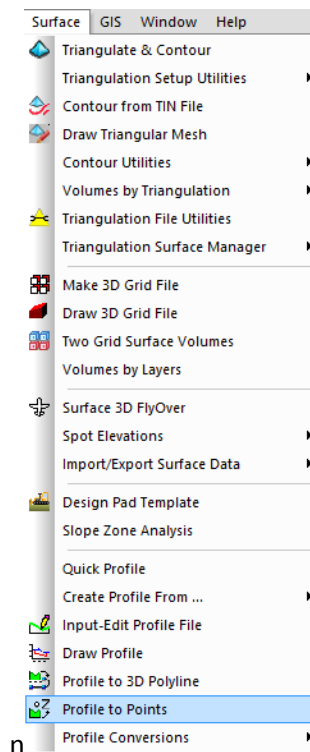 Surface GIS Window Help
Triangulate & Contour
Triangulation Setup Utilities
Contour from TIN File
Draw Triangular Mesh
Contour Utilities
Volumes by Triangulation
Triangulation File Utilities
Triangulation Surface Manager
Make 3D Grid File
Draw 3D Grid File
Two Grid Surface Volumes
Volumes by Layers
Surface 3D FlyOver
Spot Elevations
Import/Export Surface Data
Design Pad Template
Slope Zone Analysis
Quick Profile
Create Profile From ...
Input-Edit Profile File
Draw Profile
Profile to 3D Polyline
Profile to Points
n
Profile Conversions